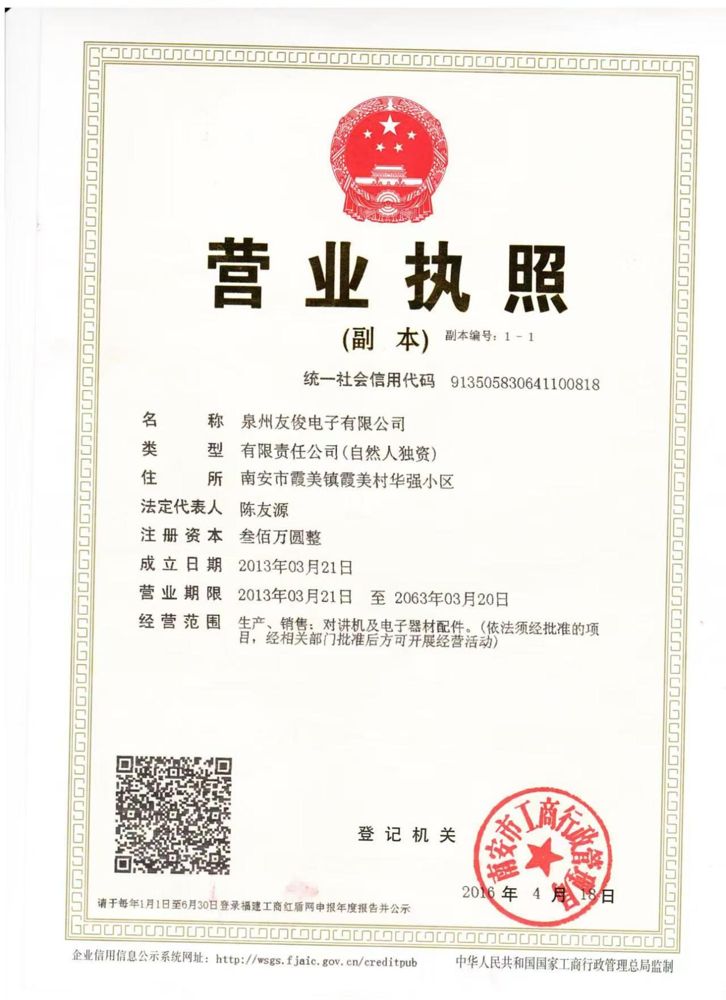 营业执照
(副 本) 副本编号：1-1
统一社会信用代码 913505830641100818
名 称 泉州友俊电子有限公司
类 型 有限责任公司(自然人独资)
住 所 南安市霞美镇霞美村华强小区
法定代表人 陈友源
注册资本 叁佰万圆整
成立日期 2013年03月21日
营业期限 2013年03月21日 至 2063年03月20日
经营范围 生产、销售：对讲机及电子器材配件。(依法须经批准的项
目，经相关部门批准后方可开展经营活动)
登记机关
南安市工商行政管理局
2016 年 4 月 18 日
请于每年1月1日至6月30日登录福建工商红盾网申报年度报告并公示
企业信用信息公示系统网址：http://wsgs.fjaic.gov.cn/creditpub 中华人民共和国国家工商行政管理总局监制